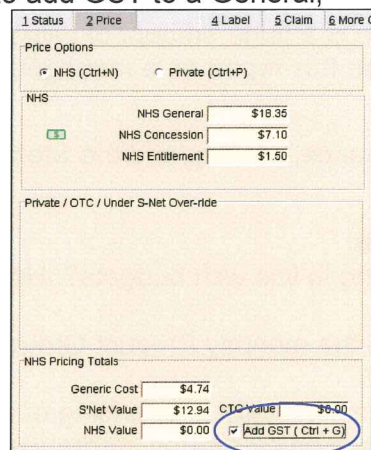 to add GST to a General,
1 Status 2 Price 4 Label 5 Claim 6 More
Price Options
NHS (Ctrl+N) Private (Ctrl+P)
NHS
NHS General $18.35
$ NHS Concession $7.10
NHS Entitlement $1.50
Private / OTC / Under S-Net Over-ride
NHS Pricing Totals
Generic Cost $4.74
S'Net Value $12.94 CTC Value $6.00
NHS Value $0.00 Add GST ( Ctrl + G)